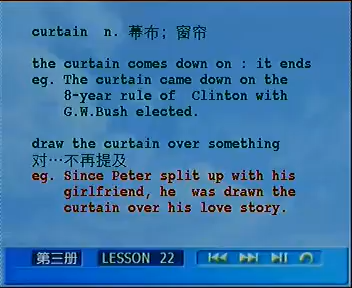 curtain n. 幕布; 窗帘
the curtain comes down on : it ends
eg. The curtain came down on the
8-year rule of Clinton with
G.W.Bush elected.
draw the curtain over something
对…不再提及
eg. Since Peter split up with his
girlfriend, he was drawn the
curtain over his love story.
第三册 LESSON 22